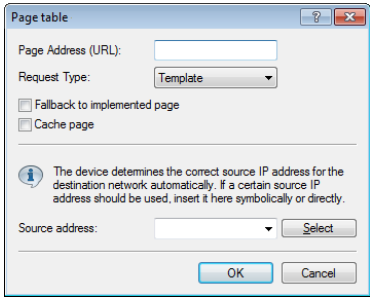 Page table
Page Address (URL):
Request Type: Template
Fallback to implemented page
Cache page
The device determines the correct source IP address for the
destination network automatically. If a certain source IP
address should be used, insert it here symbolically or directly.
Source address: Select
OK Cancel